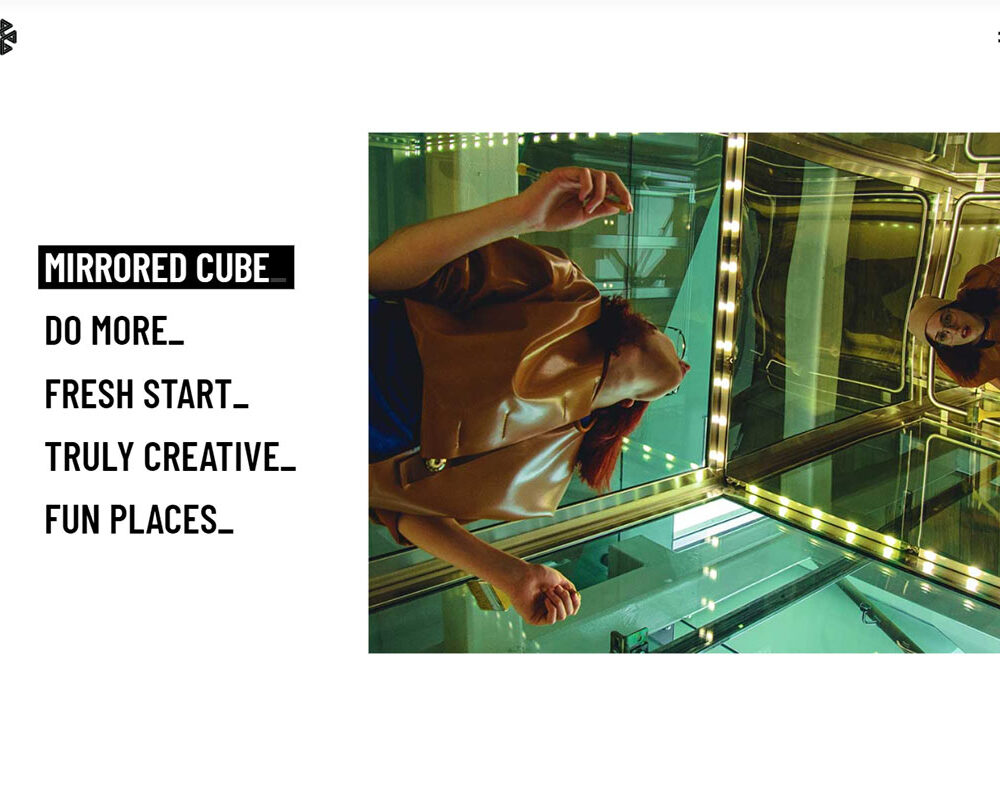 MIRRORED CUBE_
DO MORE_
FRESH START_
TRULY CREATIVE_
FUN PLACES_